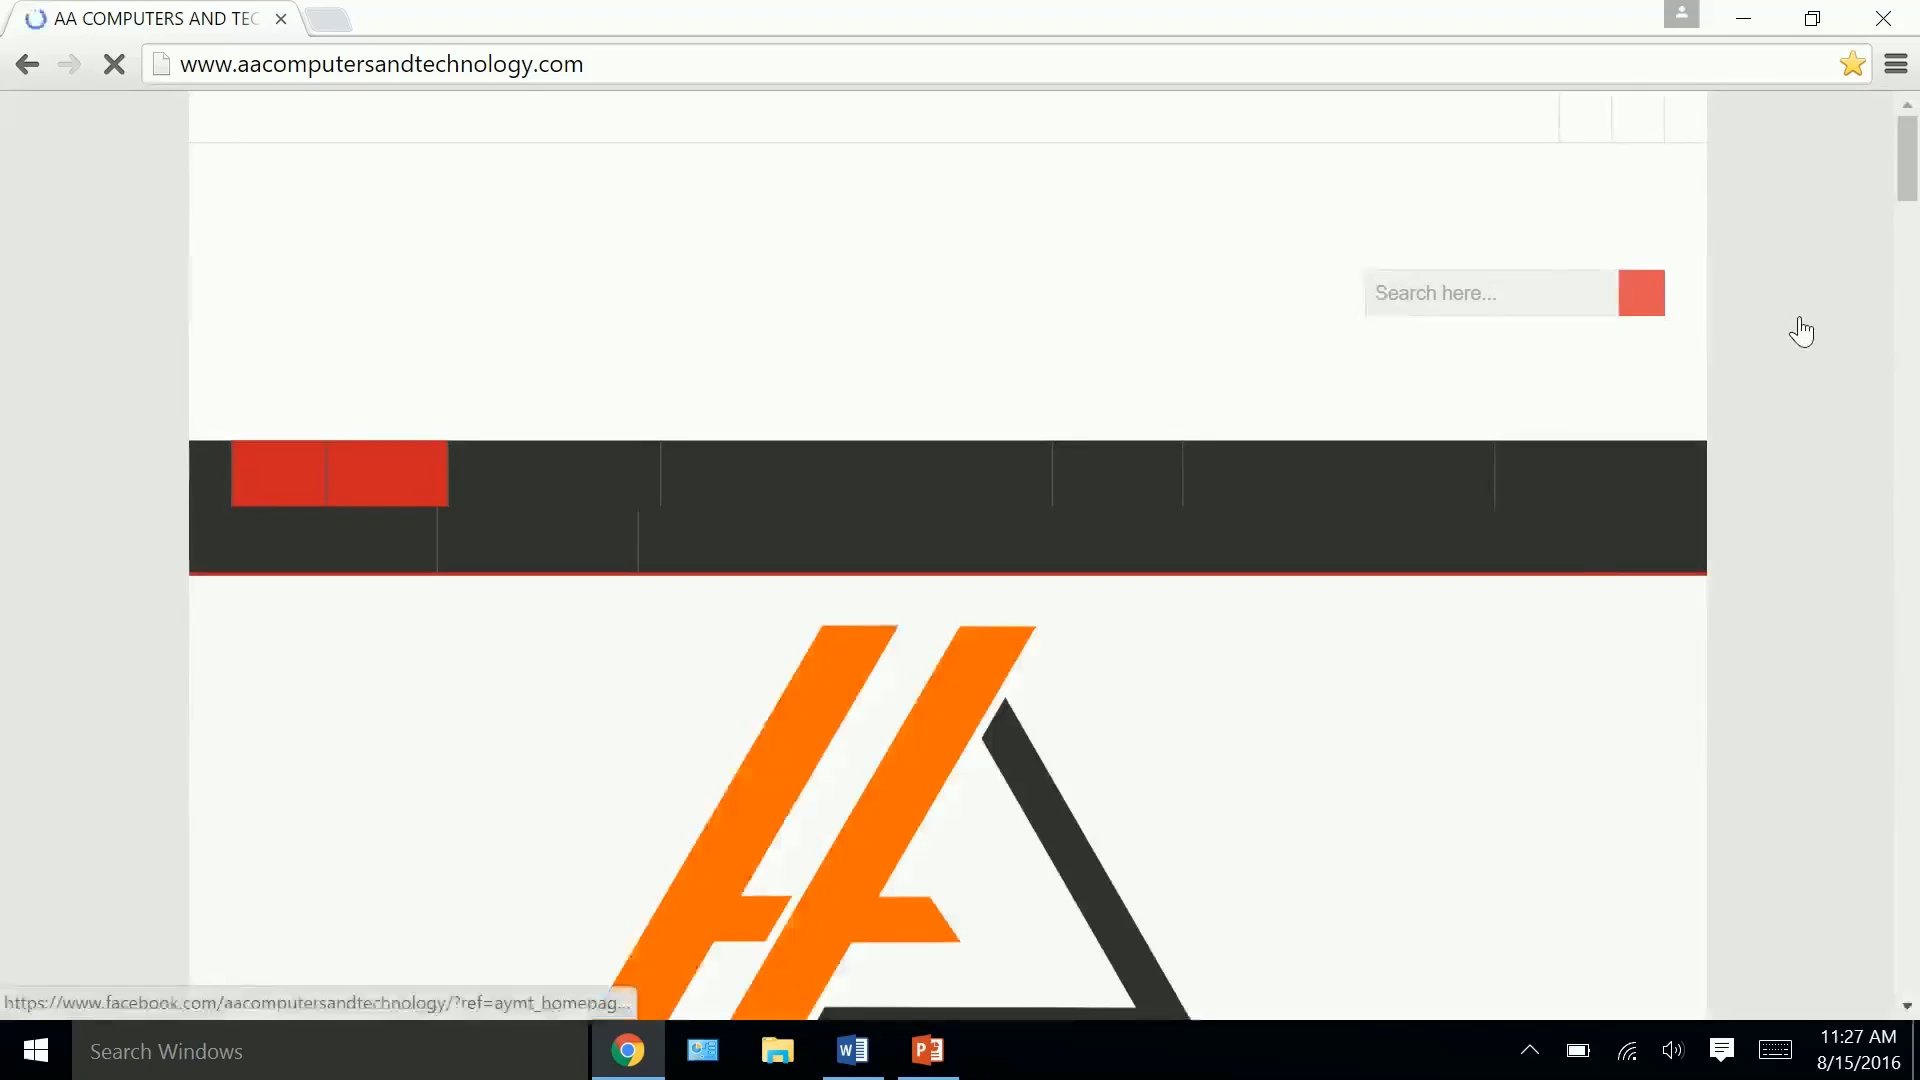 AA COMPUTERS AND TEC
www.aacomputersandtechnology.com
Search here...
https://www.facebook.com/aacomputersandtechnology/?ref=aymt_homepag...
Search Windows
11:27 AM
8/15/2016